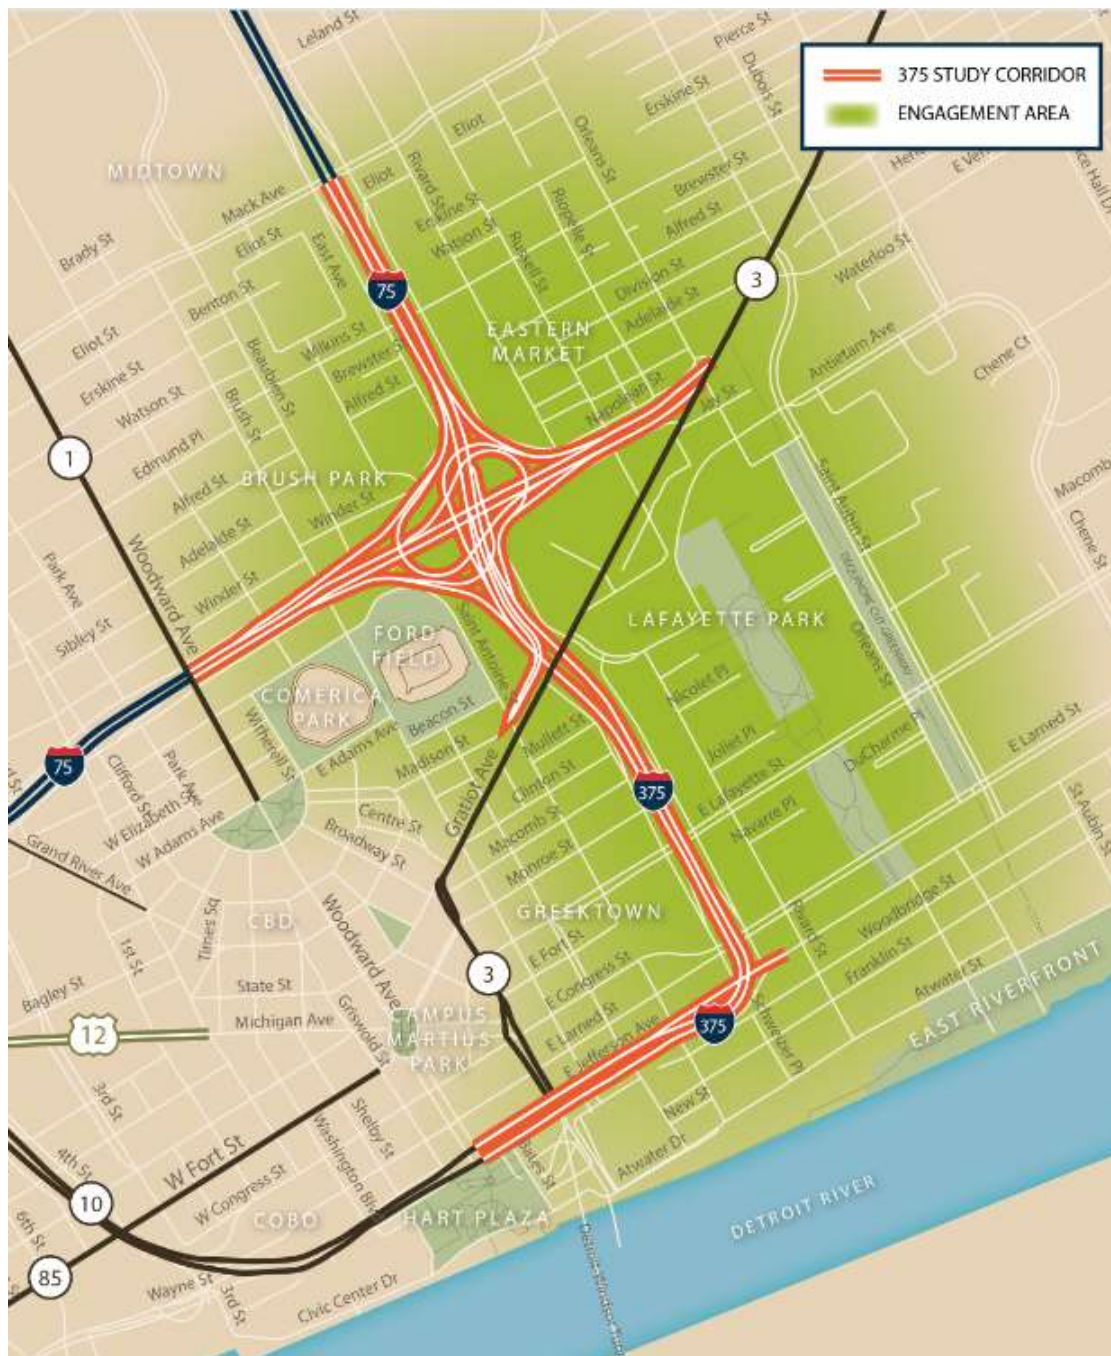 Leland St
Pierce St
Dubois St
375 STUDY CORRIDOR
ENGAGEMENT AREA
Erskine St
Eliot
Orleans St
MIDTOWN
Eliot
Rivard St
Brewster St
Mack Ave
Erskine St
Riopelle St
Alfred St
Watson St
Eliot St
East Ave
Russell St
Brady St
Waterloo St
Division St
3
75
Benton St
Adelaide St
EASTERN
MARKET
Wilkins St
Eliot St
Antietam Ave
Chene Ct
Beaubien St
Brewster S
Erskine St
Alfred St
Napolean St
Jay St
Watson St
Brush St
1
Edmund Pl
BRUSH PARK
Macomb
Alfred St
Winder St
Saint Aubin St
Chene St
Adelaide St
Woodward Ave
Park Ave
Winder St
Sibley St
LAFAYETTE PARK
FORD
FIELD
Saint Antoine
Orleans St
Nicolet Pl
COMERICA
PARK
Beacon St
Witherell St
E Adams Ave
Mullett St
Joliet Pl
DuCharme Pl
E Larned St
Madison St
75
Clifford St
Park Ave
Gratiot Ave
Clinton St
375
E Lafayette St
W Elizabeth St
Centre St
Macomb St
Navarre Pl
St Aubin St
W Adams Ave
Broadway St
Monroe St
Grand River Ave
Times Sq
CBD
Woodward Ave
GREEKTOWN
Rivard St
Woodbridge St
1st St
E Fort St
Franklin St
Atwater St
EAST RIVERFRONT
3
State St
E Congress St
Bagley St
Griswold St
Michigan Ave
CAMPUS
MARTIUS
PARK
12
E Larned St
E Jefferson Ave
375
Schweizer Pl
3rd St
Shelby St
New St
Washington Blv
W Fort St
4th St
Bates St
Atwater Dr
10
W Congress St
COBO
HART PLAZA
DETROIT RIVER
6th St
85
Wayne St
3rd St
Civic Center Dr